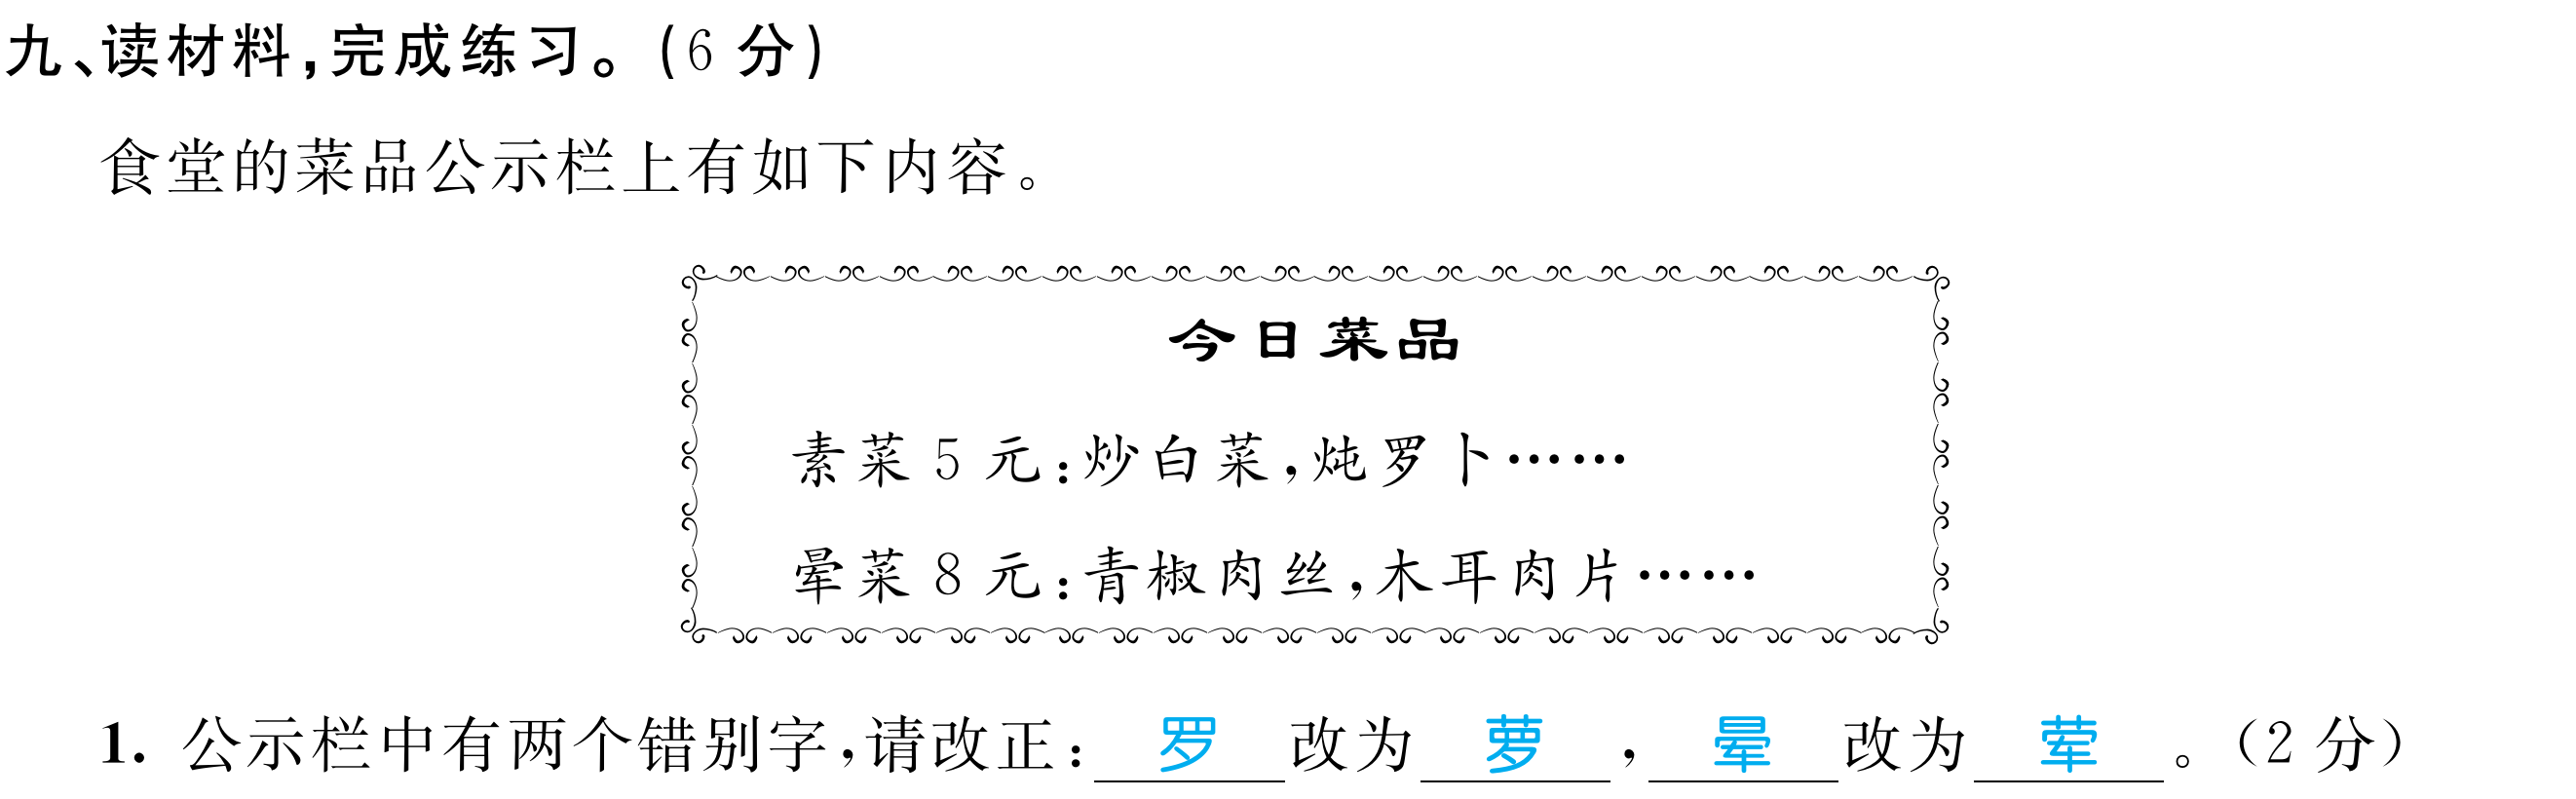 九、读材料,完成练习。(6 分)
食堂的菜品公示栏上有如下内容。
今日菜品
素菜 5 元:炒白菜,炖罗卜……
晕菜 8 元:青椒肉丝,木耳肉片……
1. 公示栏中有两个错别字,请改正: 罗 改为 萝 , 晕 改为 荤 。(2 分)